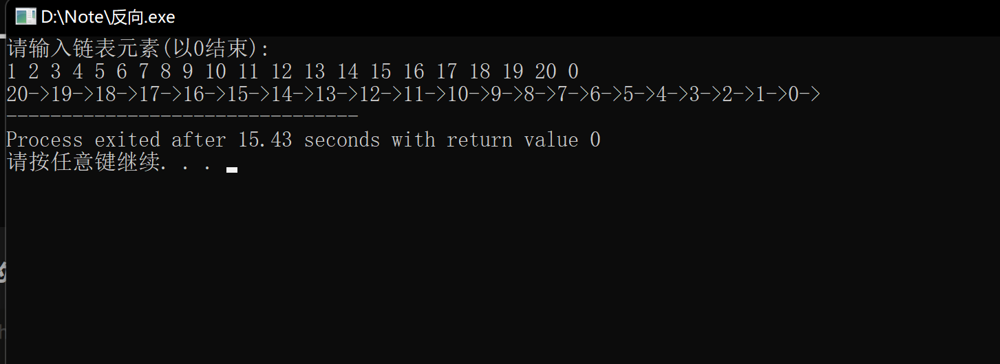 D:\Note\反向.exe
请输入链表元素(以0结束):
1 2 3 4 5 6 7 8 9 10 11 12 13 14 15 16 17 18 19 20 0
20->19->18->17->16->15->14->13->12->11->10->9->8->7->6->5->4->3->2->1->0->
--------------------------------
Process exited after 15.43 seconds with return value 0
请按任意键继续. . .